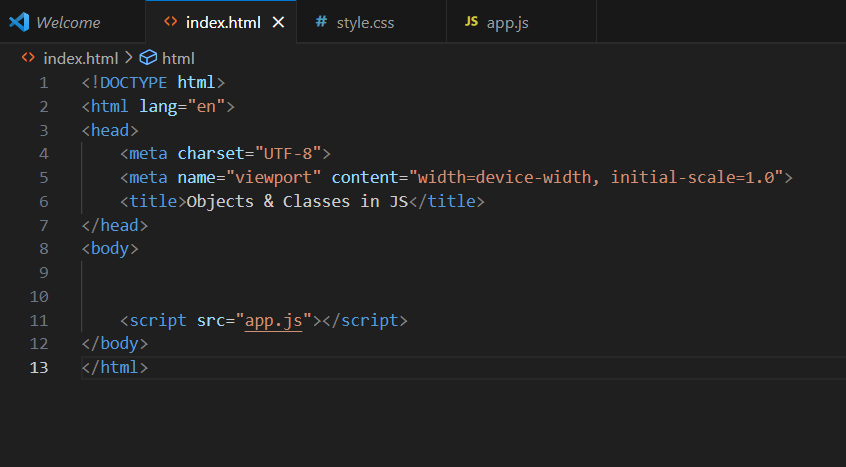 Welcome index.html style.css JS app.js
index.html > html
1 <!DOCTYPE html>
2 <html lang="en">
3 <head>
4     <meta charset="UTF-8">
5     <meta name="viewport" content="width=device-width, initial-scale=1.0">
6     <title>Objects & Classes in JS</title>
7 </head>
8 <body>
9
10
11     <script src="app.js"></script>
12 </body>
13 </html>